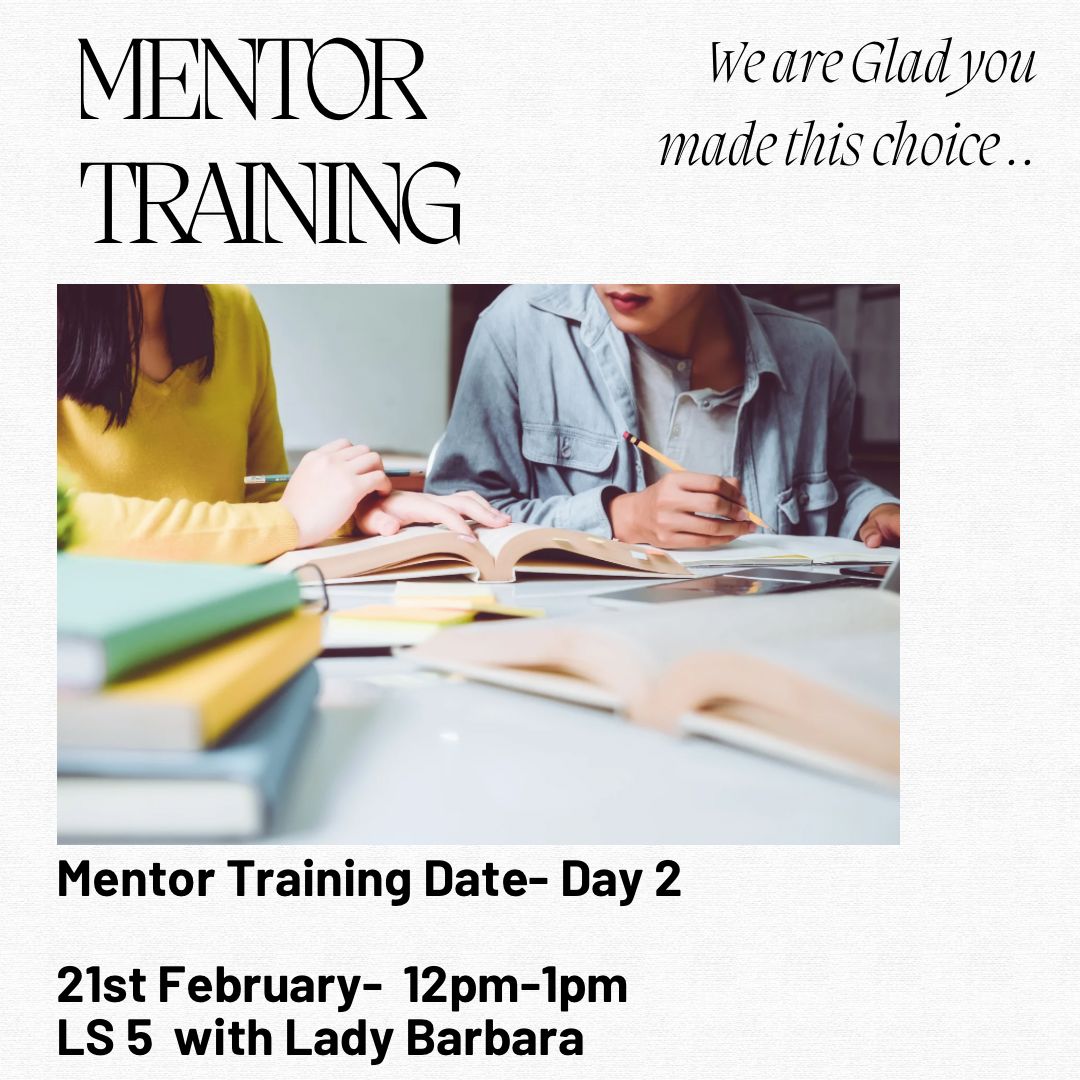 MENTOR
TRAINING
We are Glad you
made this choice . .
Mentor Training Date- Day 2
21st February-  12pm-1pm
LS 5  with Lady Barbara